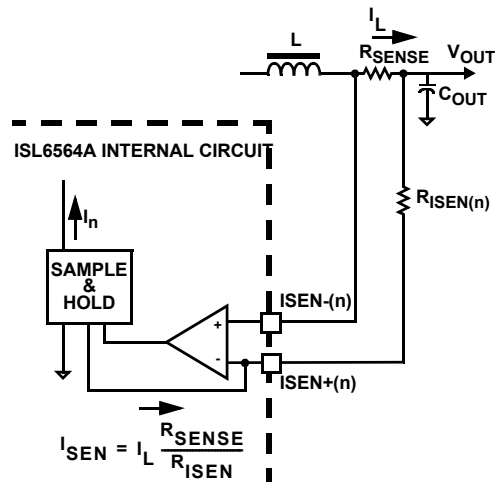 I_L
L
R_SENSE
V_OUT
C_OUT
ISL6564A INTERNAL CIRCUIT
R_ISEN(n)
I_n
SAMPLE
&
HOLD
ISEN-(n)
+
-
ISEN+(n)
I_SEN = I_L R_SENSE / R_ISEN